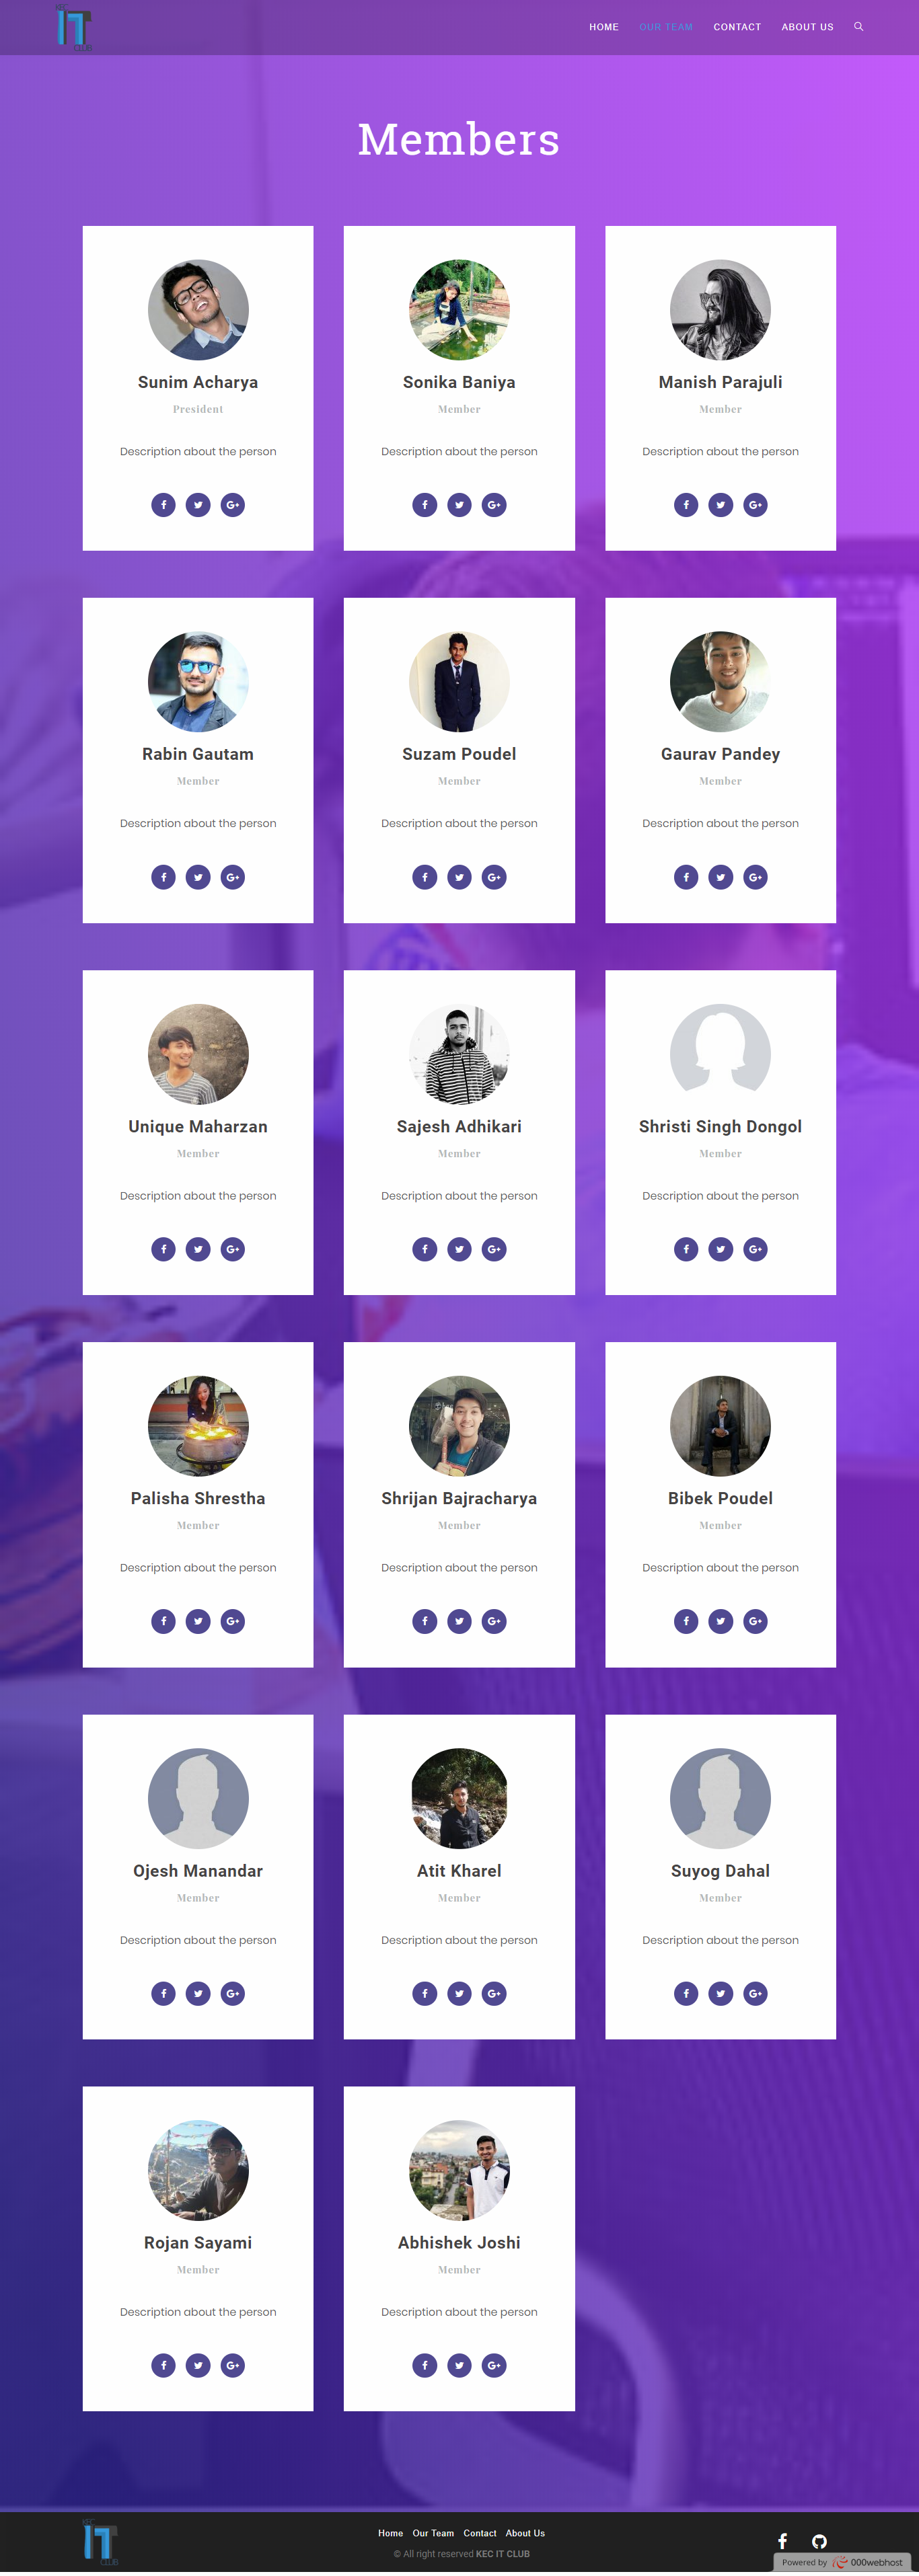 KEC
IT
CLUB
HOME OUR TEAM CONTACT ABOUT US
Members
Sunim Acharya
President
Description about the person
Sonika Baniya
Member
Description about the person
Manish Parajuli
Member
Description about the person
Rabin Gautam
Member
Description about the person
Suzam Poudel
Member
Description about the person
Gaurav Pandey
Member
Description about the person
Unique Maharzan
Member
Description about the person
Sajesh Adhikari
Member
Description about the person
Shristi Singh Dongol
Member
Description about the person
Palisha Shrestha
Member
Description about the person
Shrijan Bajracharya
Member
Description about the person
Bibek Poudel
Member
Description about the person
Ojesh Manandar
Member
Description about the person
Atit Kharel
Member
Description about the person
Suyog Dahal
Member
Description about the person
Rojan Sayami
Member
Description about the person
Abhishek Joshi
Member
Description about the person
KEC
IT
CLUB
Home Our Team Contact About Us
© All right reserved KEC IT CLUB
Powered by 000webhost